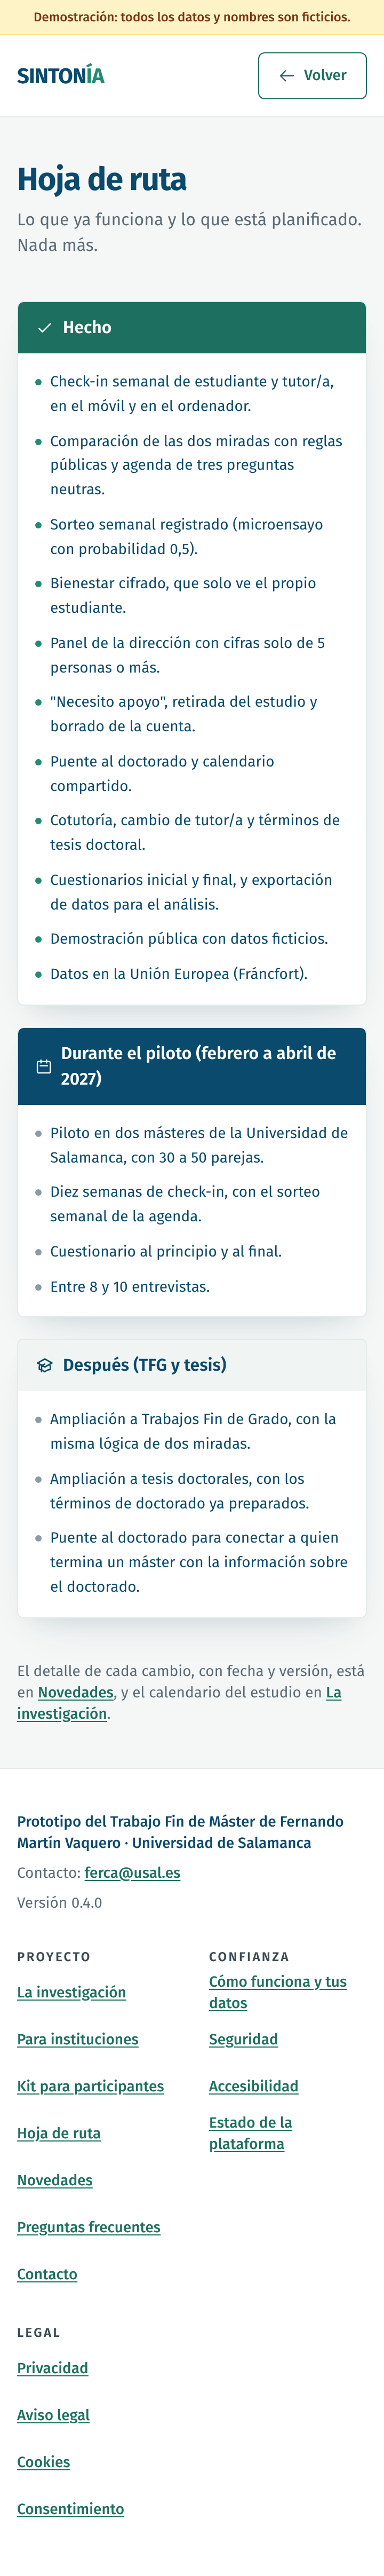 Demostración: todos los datos y nombres son ficticios.
SINTONÍA
Volver
Hoja de ruta
Lo que ya funciona y lo que está planificado.
Nada más.
Hecho
Check-in semanal de estudiante y tutor/a,
en el móvil y en el ordenador.
Comparación de las dos miradas con reglas
públicas y agenda de tres preguntas
neutras.
Sorteo semanal registrado (microensayo
con probabilidad 0,5).
Bienestar cifrado, que solo ve el propio
estudiante.
Panel de la dirección con cifras solo de 5
personas o más.
"Necesito apoyo", retirada del estudio y
borrado de la cuenta.
Puente al doctorado y calendario
compartido.
Cotutoría, cambio de tutor/a y términos de
tesis doctoral.
Cuestionarios inicial y final, y exportación
de datos para el análisis.
Demostración pública con datos ficticios.
Datos en la Unión Europea (Fráncfort).
Durante el piloto (febrero a abril de
2027)
Piloto en dos másteres de la Universidad de
Salamanca, con 30 a 50 parejas.
Diez semanas de check-in, con el sorteo
semanal de la agenda.
Cuestionario al principio y al final.
Entre 8 y 10 entrevistas.
Después (TFG y tesis)
Ampliación a Trabajos Fin de Grado, con la
misma lógica de dos miradas.
Ampliación a tesis doctorales, con los
términos de doctorado ya preparados.
Puente al doctorado para conectar a quien
termina un máster con la información sobre
el doctorado.
El detalle de cada cambio, con fecha y versión, está
en Novedades, y el calendario del estudio en La
investigación.
Prototipo del Trabajo Fin de Máster de Fernando
Martín Vaquero · Universidad de Salamanca
Contacto: ferca@usal.es
Versión 0.4.0
PROYECTO
La investigación
Para instituciones
Kit para participantes
Hoja de ruta
Novedades
Preguntas frecuentes
Contacto
CONFIANZA
Cómo funciona y tus
datos
Seguridad
Accesibilidad
Estado de la
plataforma
LEGAL
Privacidad
Aviso legal
Cookies
Consentimiento